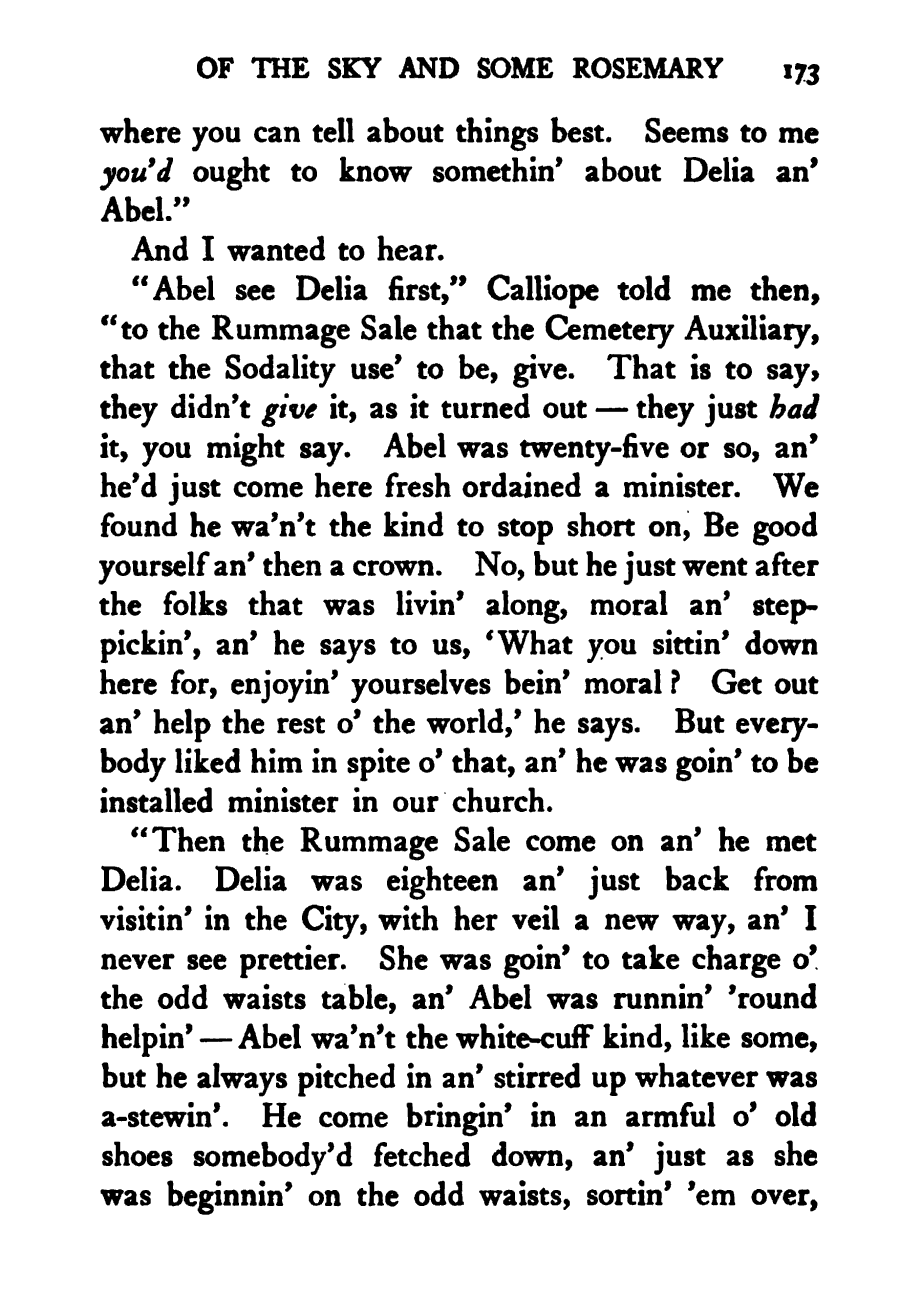 OF THE SKY AND SOME ROSEMARY 173
where you can tell about things best. Seems to me
you'd ought to know somethin' about Delia an'
Abel."
And I wanted to hear.
"Abel see Delia first," Calliope told me then,
"to the Rummage Sale that the Cemetery Auxiliary,
that the Sodality use' to be, give. That is to say,
they didn't give it, as it turned out — they just had
it, you might say. Abel was twenty-five or so, an'
he'd just come here fresh ordained a minister. We
found he wa'n't the kind to stop short on, Be good
yourself an' then a crown. No, but he just went after
the folks that was livin' along, moral an' step-
pickin', an' he says to us, 'What you sittin' down
here for, enjoyin' yourselves bein' moral? Get out
an' help the rest o' the world,' he says. But every-
body liked him in spite o' that, an' he was goin' to be
installed minister in our church.
"Then the Rummage Sale come on an' he met
Delia. Delia was eighteen an' just back from
visitin' in the City, with her veil a new way, an' I
never see prettier. She was goin' to take charge o'
the odd waists table, an' Abel was runnin' 'round
helpin' — Abel wa'n't the white-cuff kind, like some,
but he always pitched in an' stirred up whatever was
a-stewin'. He come bringin' in an armful o' old
shoes somebody'd fetched down, an' just as she
was beginnin' on the odd waists, sortin' 'em over,